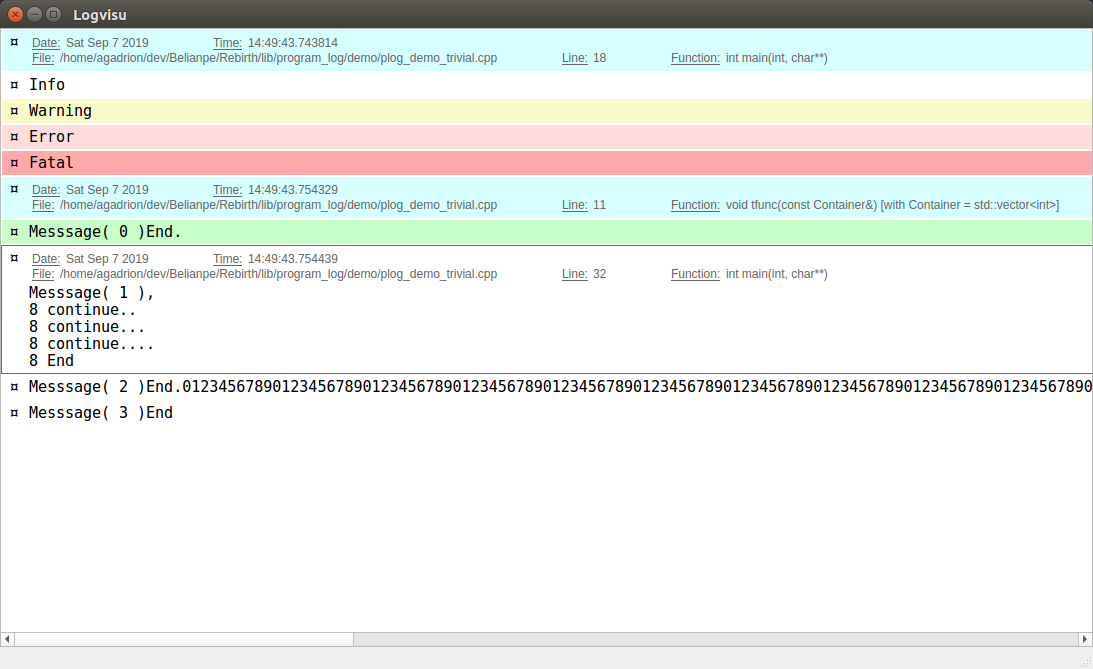 Logvisu
¤ Date: Sat Sep 7 2019 Time: 14:49:43.743814
File: /home/agadrion/dev/Belianpe/Rebirth/lib/program_log/demo/plog_demo_trivial.cpp Line: 18 Function: int main(int, char**)
¤ Info
¤ Warning
¤ Error
¤ Fatal
¤ Date: Sat Sep 7 2019 Time: 14:49:43.754329
File: /home/agadrion/dev/Belianpe/Rebirth/lib/program_log/demo/plog_demo_trivial.cpp Line: 11 Function: void tfunc(const Container&) [with Container = std::vector<int>]
¤ Messsage( 0 )End.
¤ Date: Sat Sep 7 2019 Time: 14:49:43.754439
File: /home/agadrion/dev/Belianpe/Rebirth/lib/program_log/demo/plog_demo_trivial.cpp Line: 32 Function: int main(int, char**)
Messsage( 1 ),
8 continue..
8 continue...
8 continue....
8 End
¤ Messsage( 2 )End.01234567890123456789012345678901234567890123456789012345678901234567890123456789012345678901234567890
¤ Messsage( 3 )End